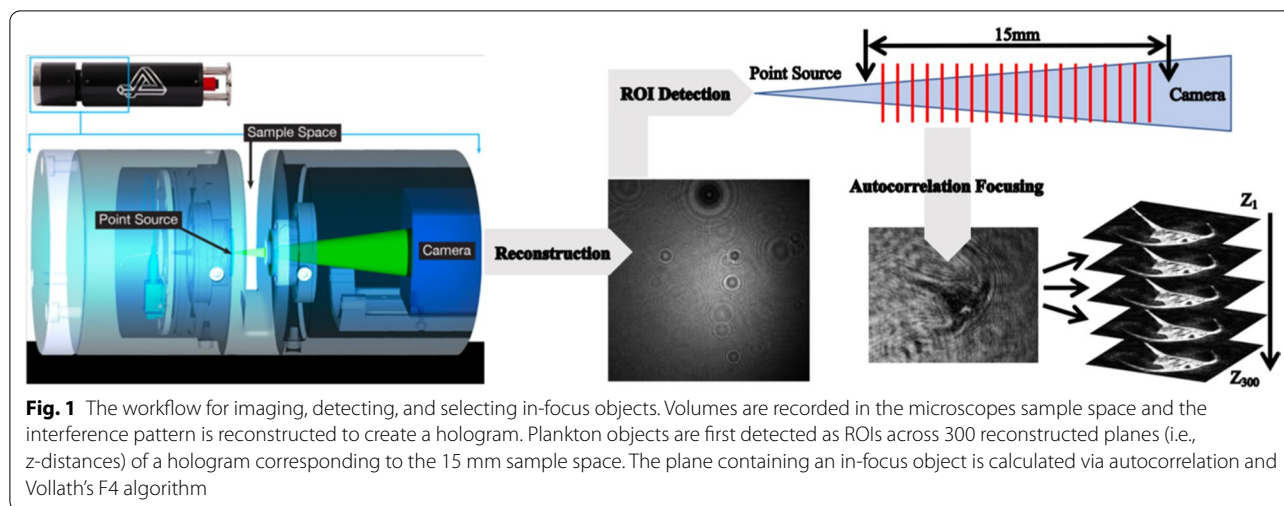 15mm
Point Source
ROI Detection
Camera
Sample Space
Point Source
Camera
Reconstruction
Autocorrelation Focusing
Z1
Z300
Fig. 1 The workflow for imaging, detecting, and selecting in-focus objects. Volumes are recorded in the microscopes sample space and the
interference pattern is reconstructed to create a hologram. Plankton objects are first detected as ROIs across 300 reconstructed planes (i.e.,
z-distances) of a hologram corresponding to the 15 mm sample space. The plane containing an in-focus object is calculated via autocorrelation and
Vollath's F4 algorithm